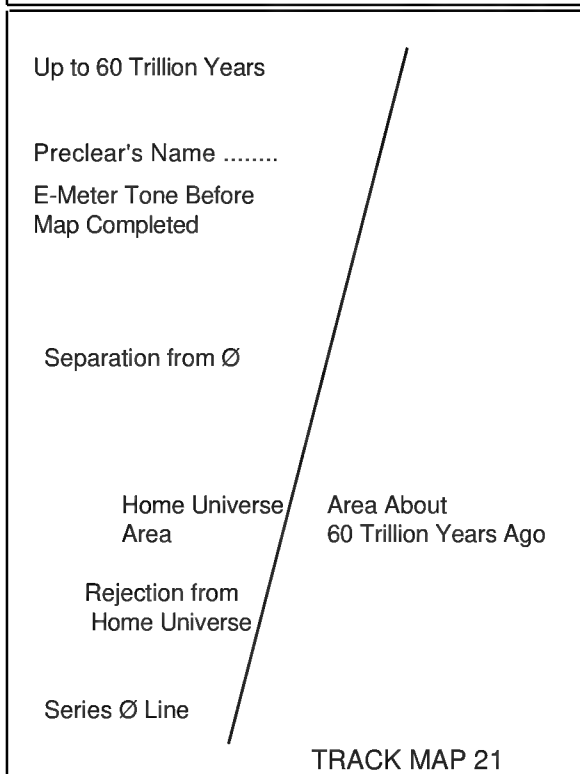 Up to 60 Trillion Years
Preclear's Name ........
E-Meter Tone Before
Map Completed
Separation from Ø
Home Universe
Area
Area About
60 Trillion Years Ago
Rejection from
Home Universe
Series Ø Line
TRACK MAP 21